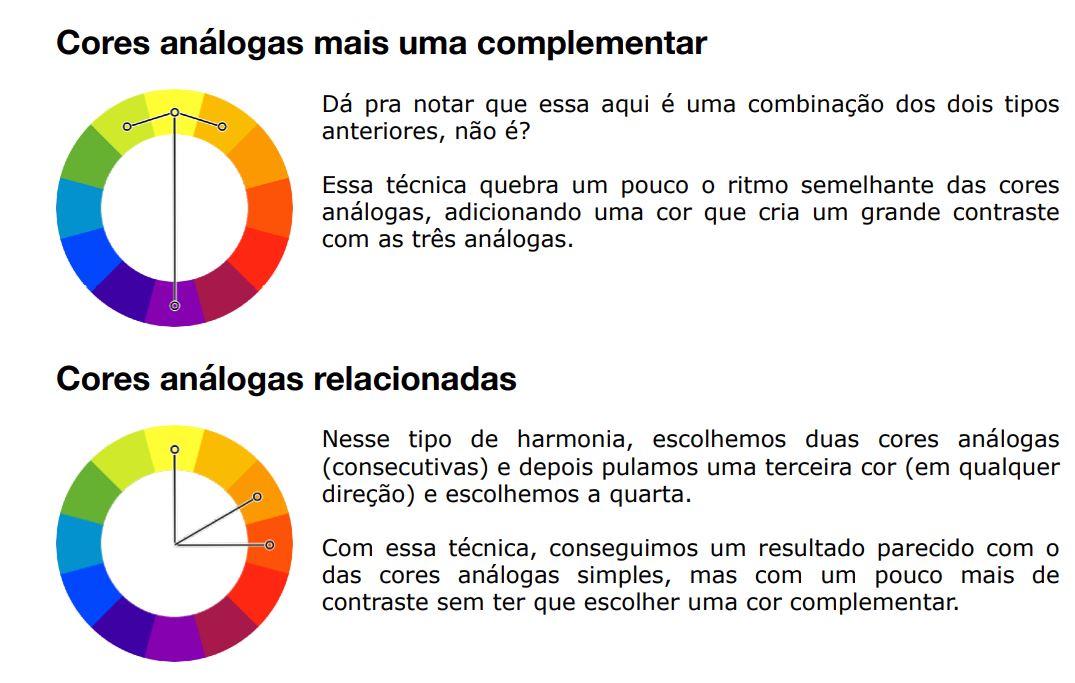 Cores análogas mais uma complementar
Dá pra notar que essa aqui é uma combinação dos dois tipos
anteriores, não é?
Essa técnica quebra um pouco o ritmo semelhante das cores
análogas, adicionando uma cor que cria um grande contraste
com as três análogas.
Cores análogas relacionadas
Nesse tipo de harmonia, escolhemos duas cores análogas
(consecutivas) e depois pulamos uma terceira cor (em qualquer
direção) e escolhemos a quarta.
Com essa técnica, conseguimos um resultado parecido com o
das cores análogas simples, mas com um pouco mais de
contraste sem ter que escolher uma cor complementar.